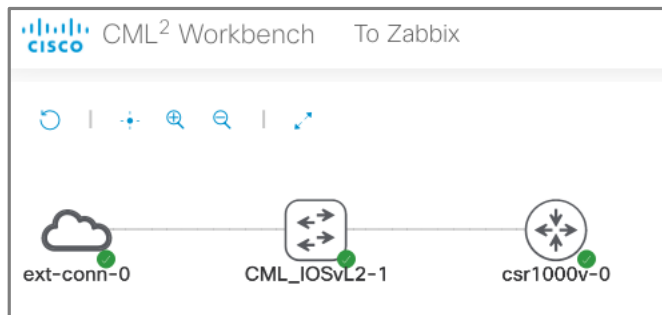 CISCO CML² Workbench To Zabbix
ext-conn-0 CML_IOSvL2-1 csr1000v-0